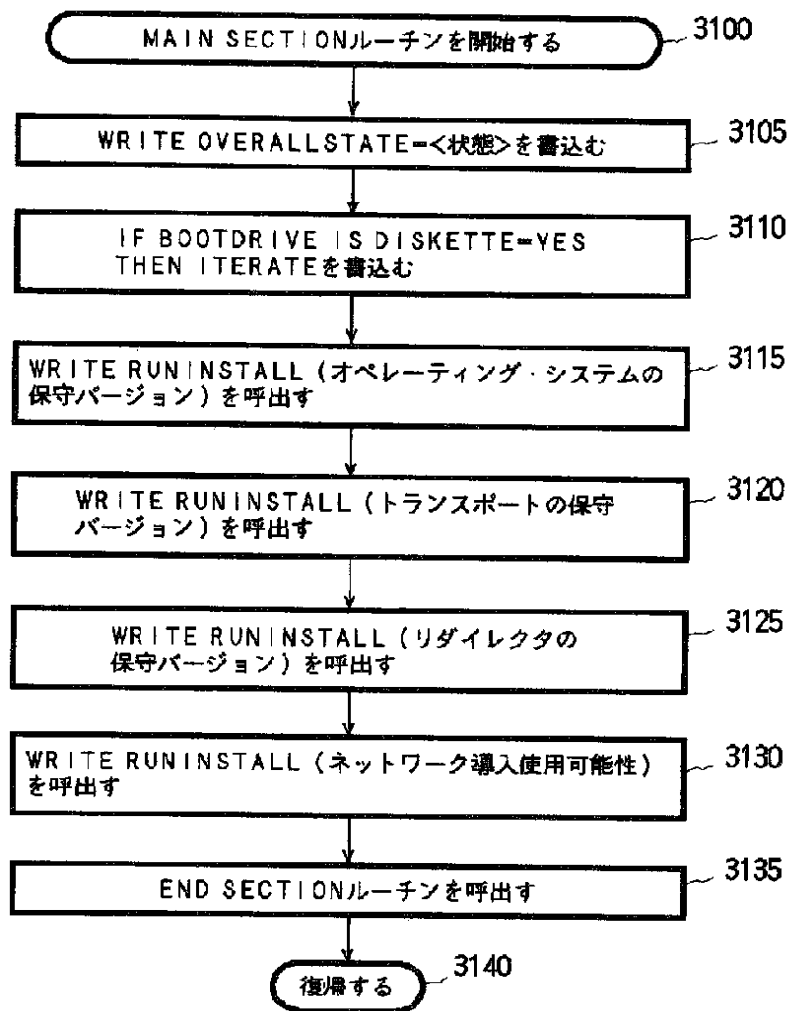 MAIN SECTIONルーチンを開始する
3100
WRITE OVERALLSTATE=<状態>を書込む
3105
IF BOOTDRIVE IS DISKETTE=YES
THEN ITERATEを書込む
3110
WRITE RUNINSTALL(オペレーティング・システムの
保守バージョン)を呼出す
3115
WRITE RUNINSTALL(トランスポートの保守
バージョン)を呼出す
3120
WRITE RUNINSTALL(リダイレクタの
保守バージョン)を呼出す
3125
WRITE RUNINSTALL(ネットワーク導入使用可能性)
を呼出す
3130
END SECTIONルーチンを呼出す
3135
復帰する
3140